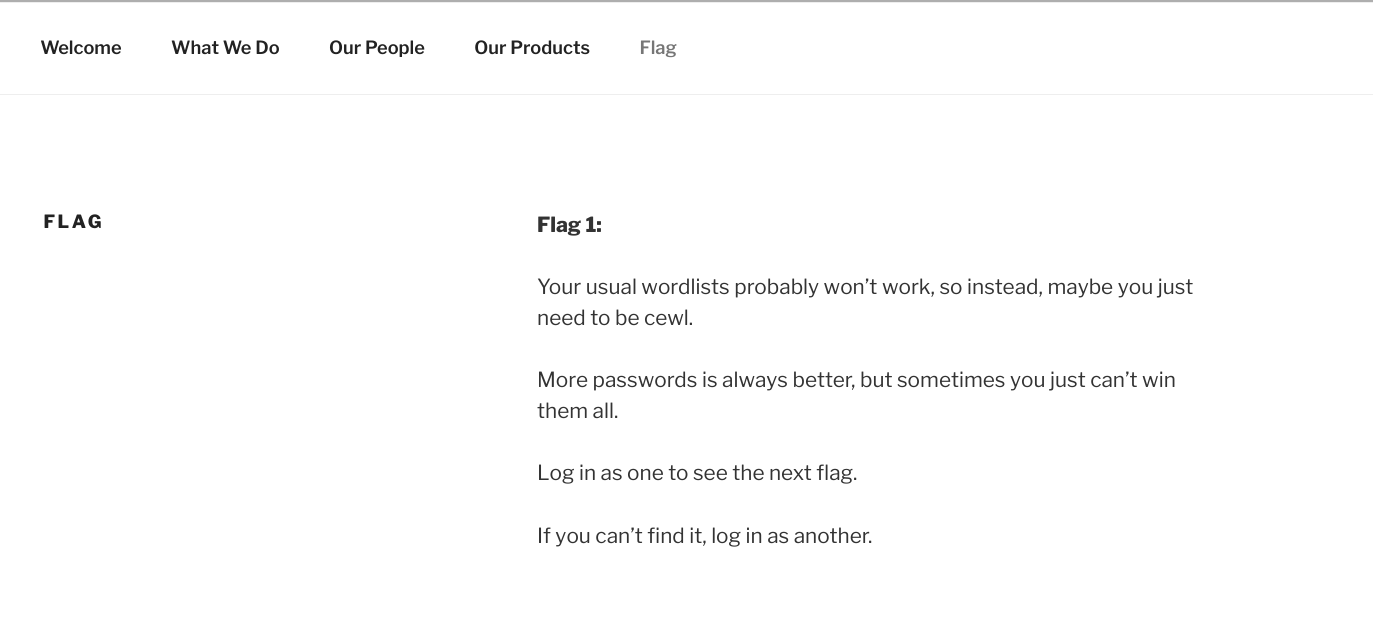 Welcome What We Do Our People Our Products Flag
FLAG
Flag 1:
Your usual wordlists probably won’t work, so instead, maybe you just
need to be cewl.
More passwords is always better, but sometimes you just can’t win
them all.
Log in as one to see the next flag.
If you can’t find it, log in as another.